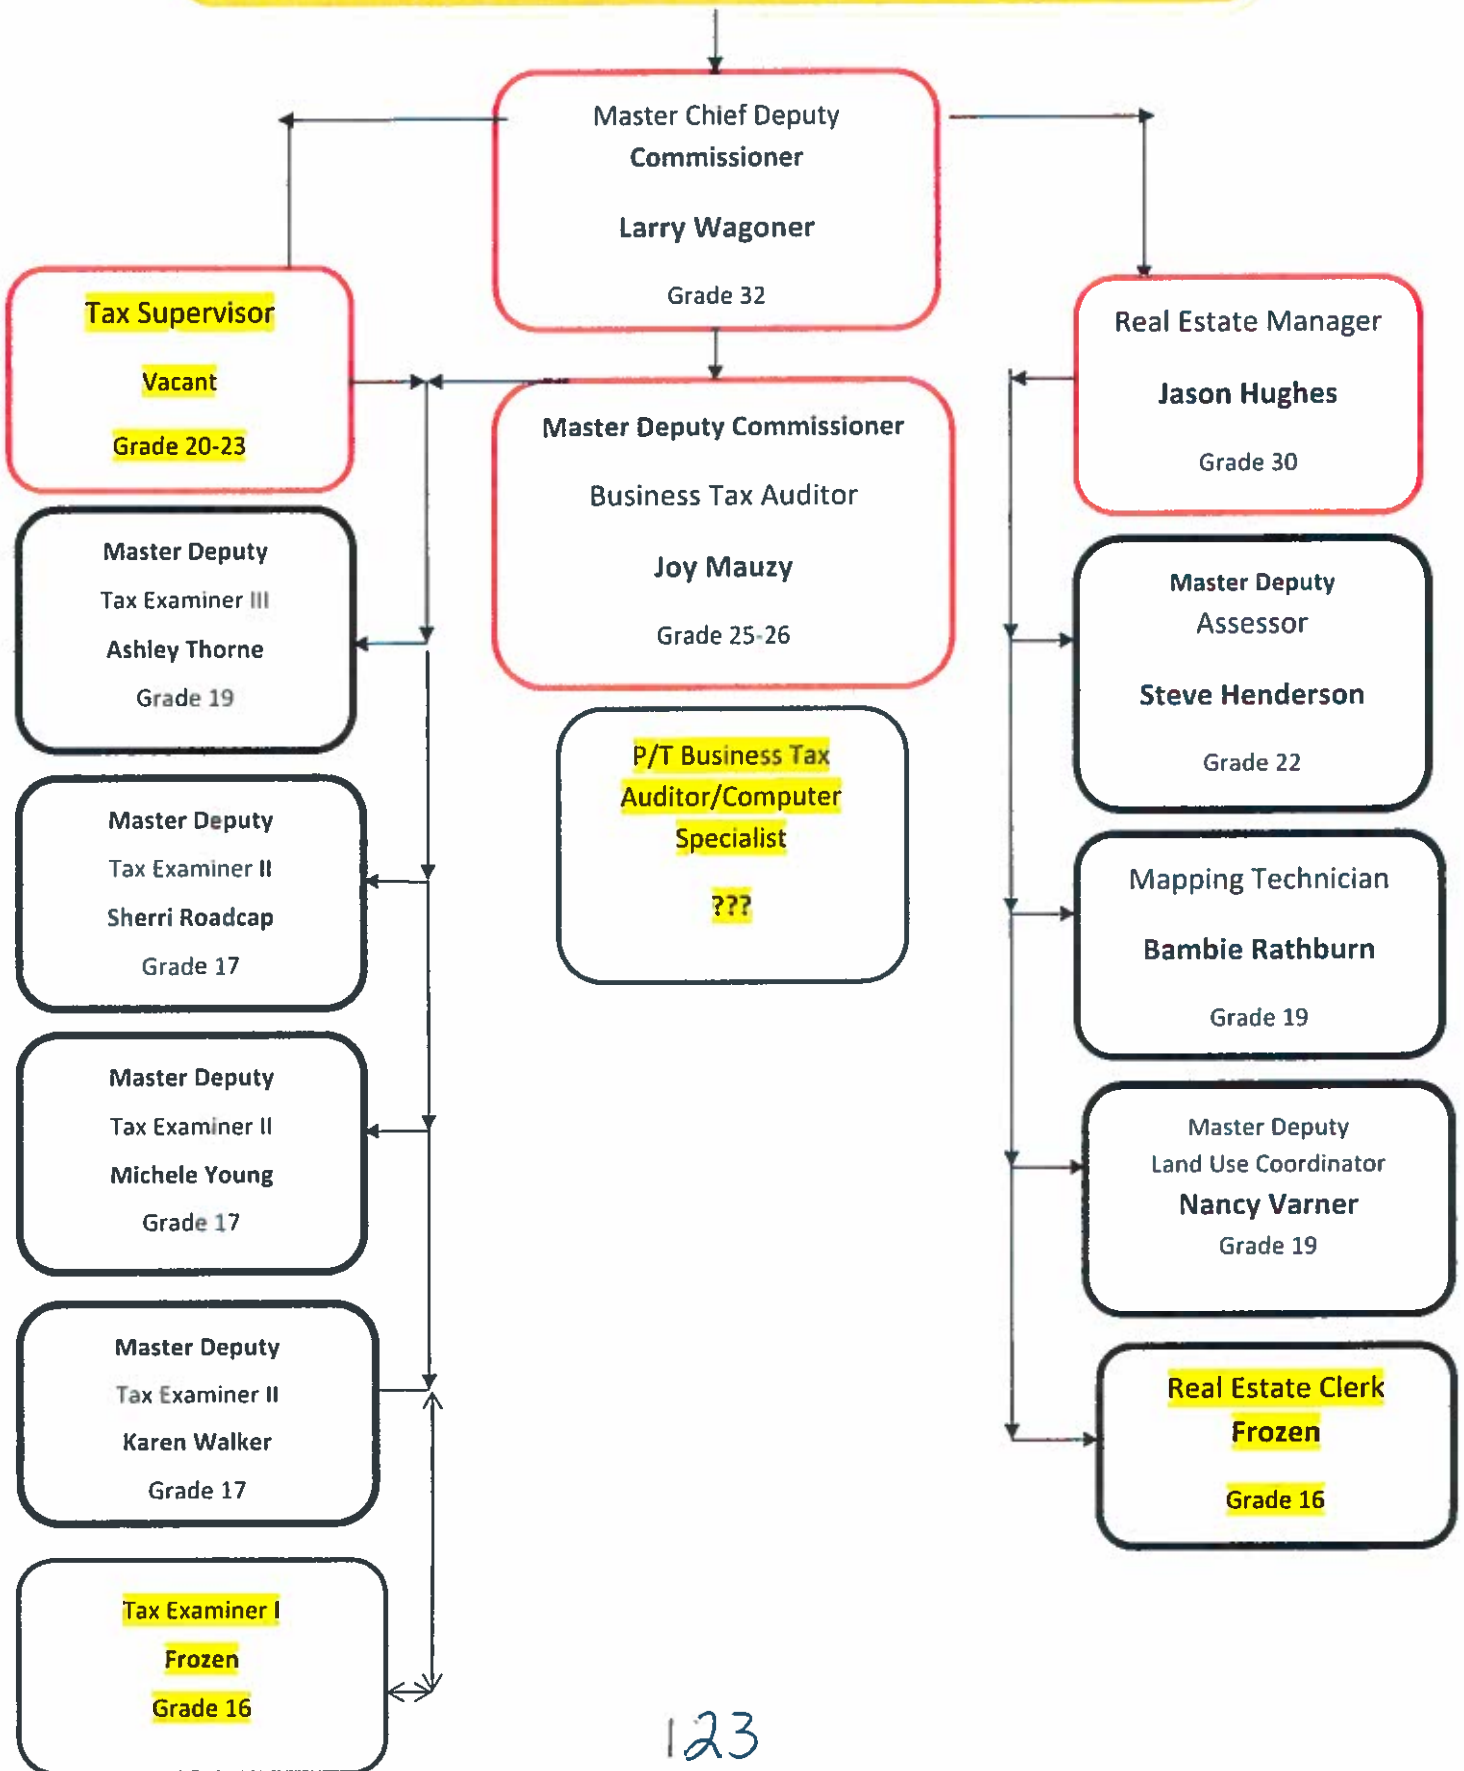 Master Chief Deputy
Commissioner
Larry Wagoner
Grade 32
Tax Supervisor
Vacant
Grade 20-23
Master Deputy Commissioner
Business Tax Auditor
Joy Mauzy
Grade 25-26
Real Estate Manager
Jason Hughes
Grade 30
Master Deputy
Tax Examiner III
Ashley Thorne
Grade 19
P/T Business Tax
Auditor/Computer
Specialist
???
Master Deputy
Assessor
Steve Henderson
Grade 22
Master Deputy
Tax Examiner II
Sherri Roadcap
Grade 17
Mapping Technician
Bambie Rathburn
Grade 19
Master Deputy
Tax Examiner II
Michele Young
Grade 17
Master Deputy
Land Use Coordinator
Nancy Varner
Grade 19
Master Deputy
Tax Examiner II
Karen Walker
Grade 17
Real Estate Clerk
Frozen
Grade 16
Tax Examiner I
Frozen
Grade 16
123